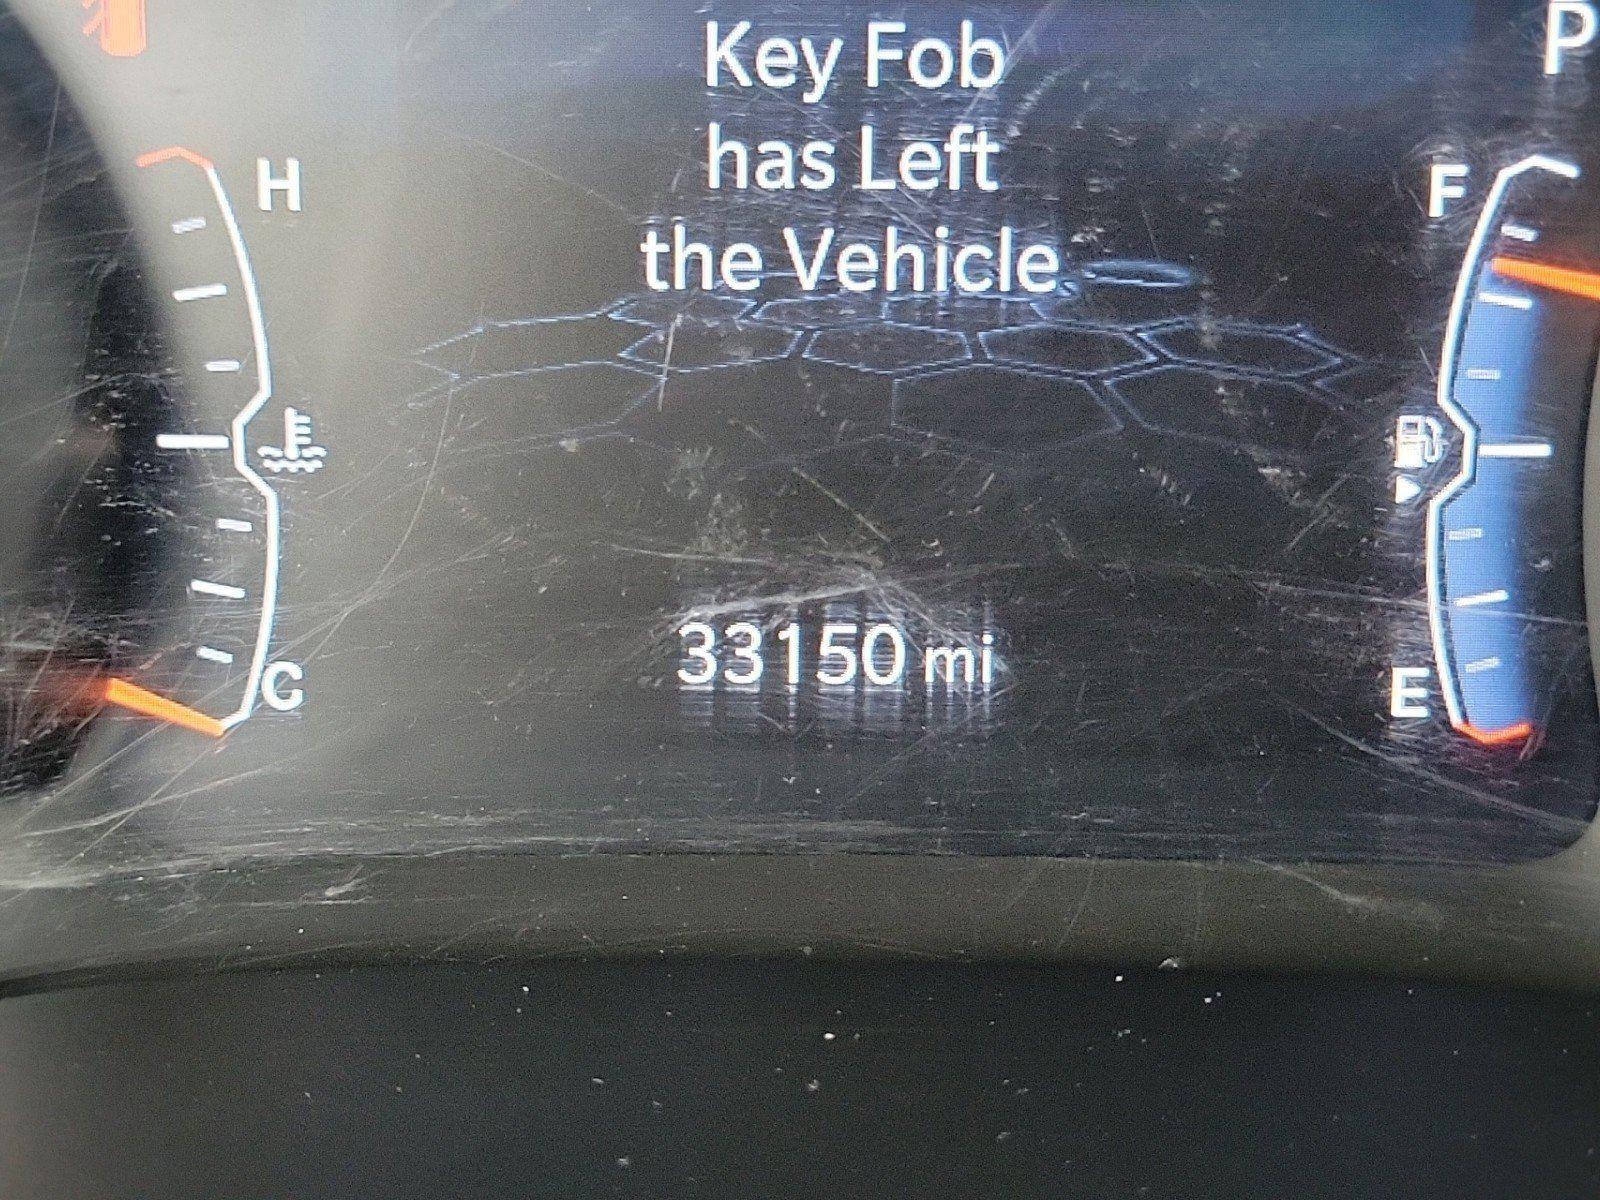 Key Fob
has Left
the Vehicle
P
H
F
C
E
33150 mi